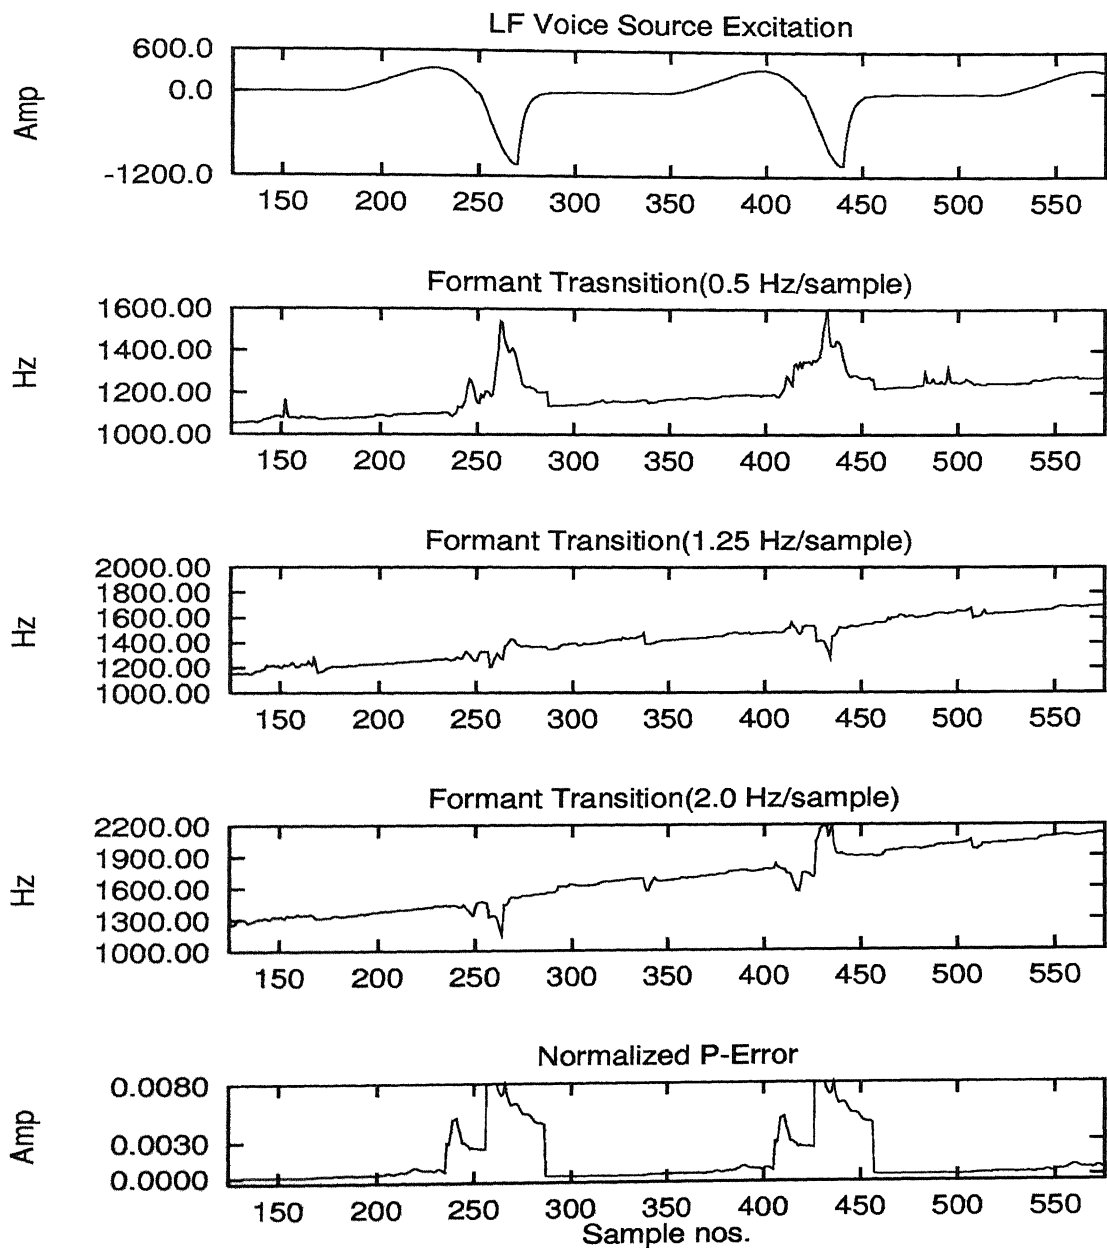 LF Voice Source Excitation
600.0
0.0
-1200.0
Amp
150 200 250 300 350 400 450 500 550
Formant Trasnsition(0.5 Hz/sample)
1600.00
1400.00
1200.00
1000.00
Hz
150 200 250 300 350 400 450 500 550
Formant Transition(1.25 Hz/sample)
2000.00
1800.00
1600.00
1400.00
1200.00
1000.00
Hz
150 200 250 300 350 400 450 500 550
Formant Transition(2.0 Hz/sample)
2200.00
1900.00
1600.00
1300.00
1000.00
Hz
150 200 250 300 350 400 450 500 550
Normalized P-Error
0.0080
0.0030
0.0000
Amp
150 200 250 300 350 400 450 500 550
Sample nos.